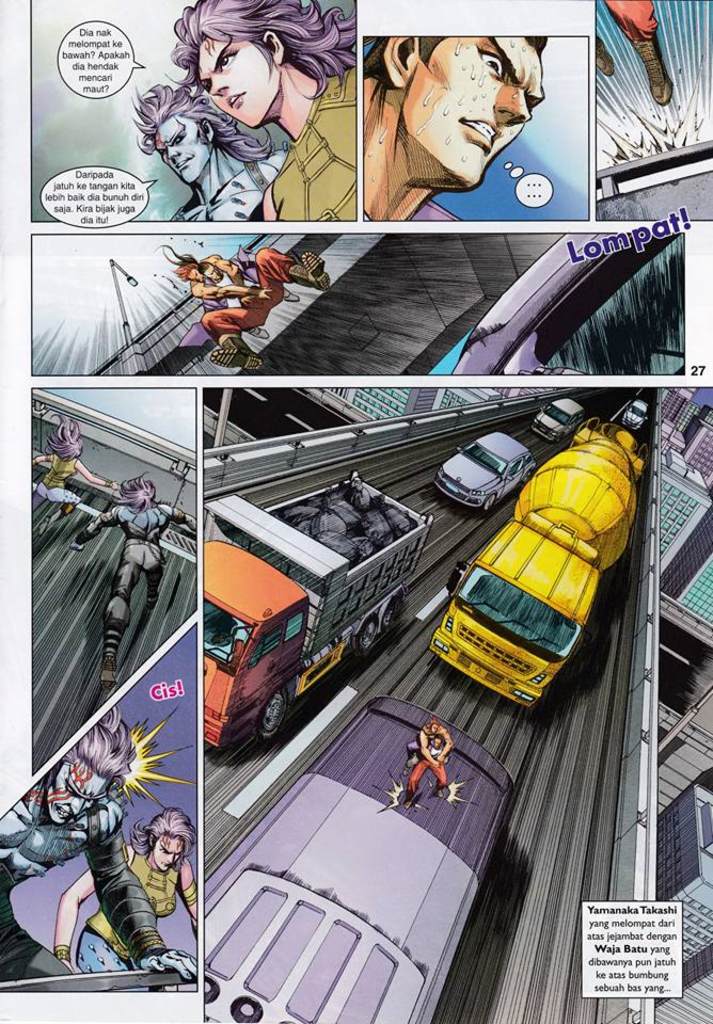 Dia nak
melompat ke
bawah? Apakah
dia hendak
mencari
maut?
Daripada
jatuh ke tangan kita
lebih baik dia bunuh diri
saja. Kira bijak juga
dia itu!
...
...
Lompat!
27
Cis!
Yamanaka Takashi
yang melompat dari
atas jejambat dengan
Waja Batu yang
dibawanya pun jatuh
ke atas bumbung
sebuah bas yang...